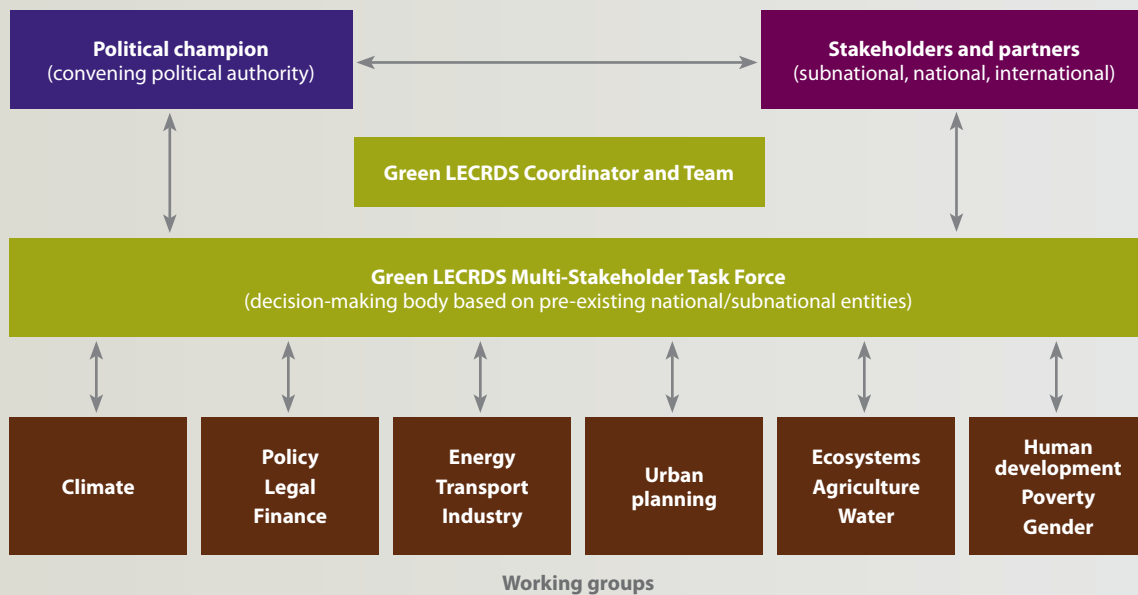 Political champion
(convening political authority)
Stakeholders and partners
(subnational, national, international)
Green LECRDS Coordinator and Team
Green LECRDS Multi-Stakeholder Task Force
(decision-making body based on pre-existing national/subnational entities)
Climate
Policy
Legal
Finance
Energy
Transport
Industry
Urban
planning
Ecosystems
Agriculture
Water
Human
development
Poverty
Gender
Working groups